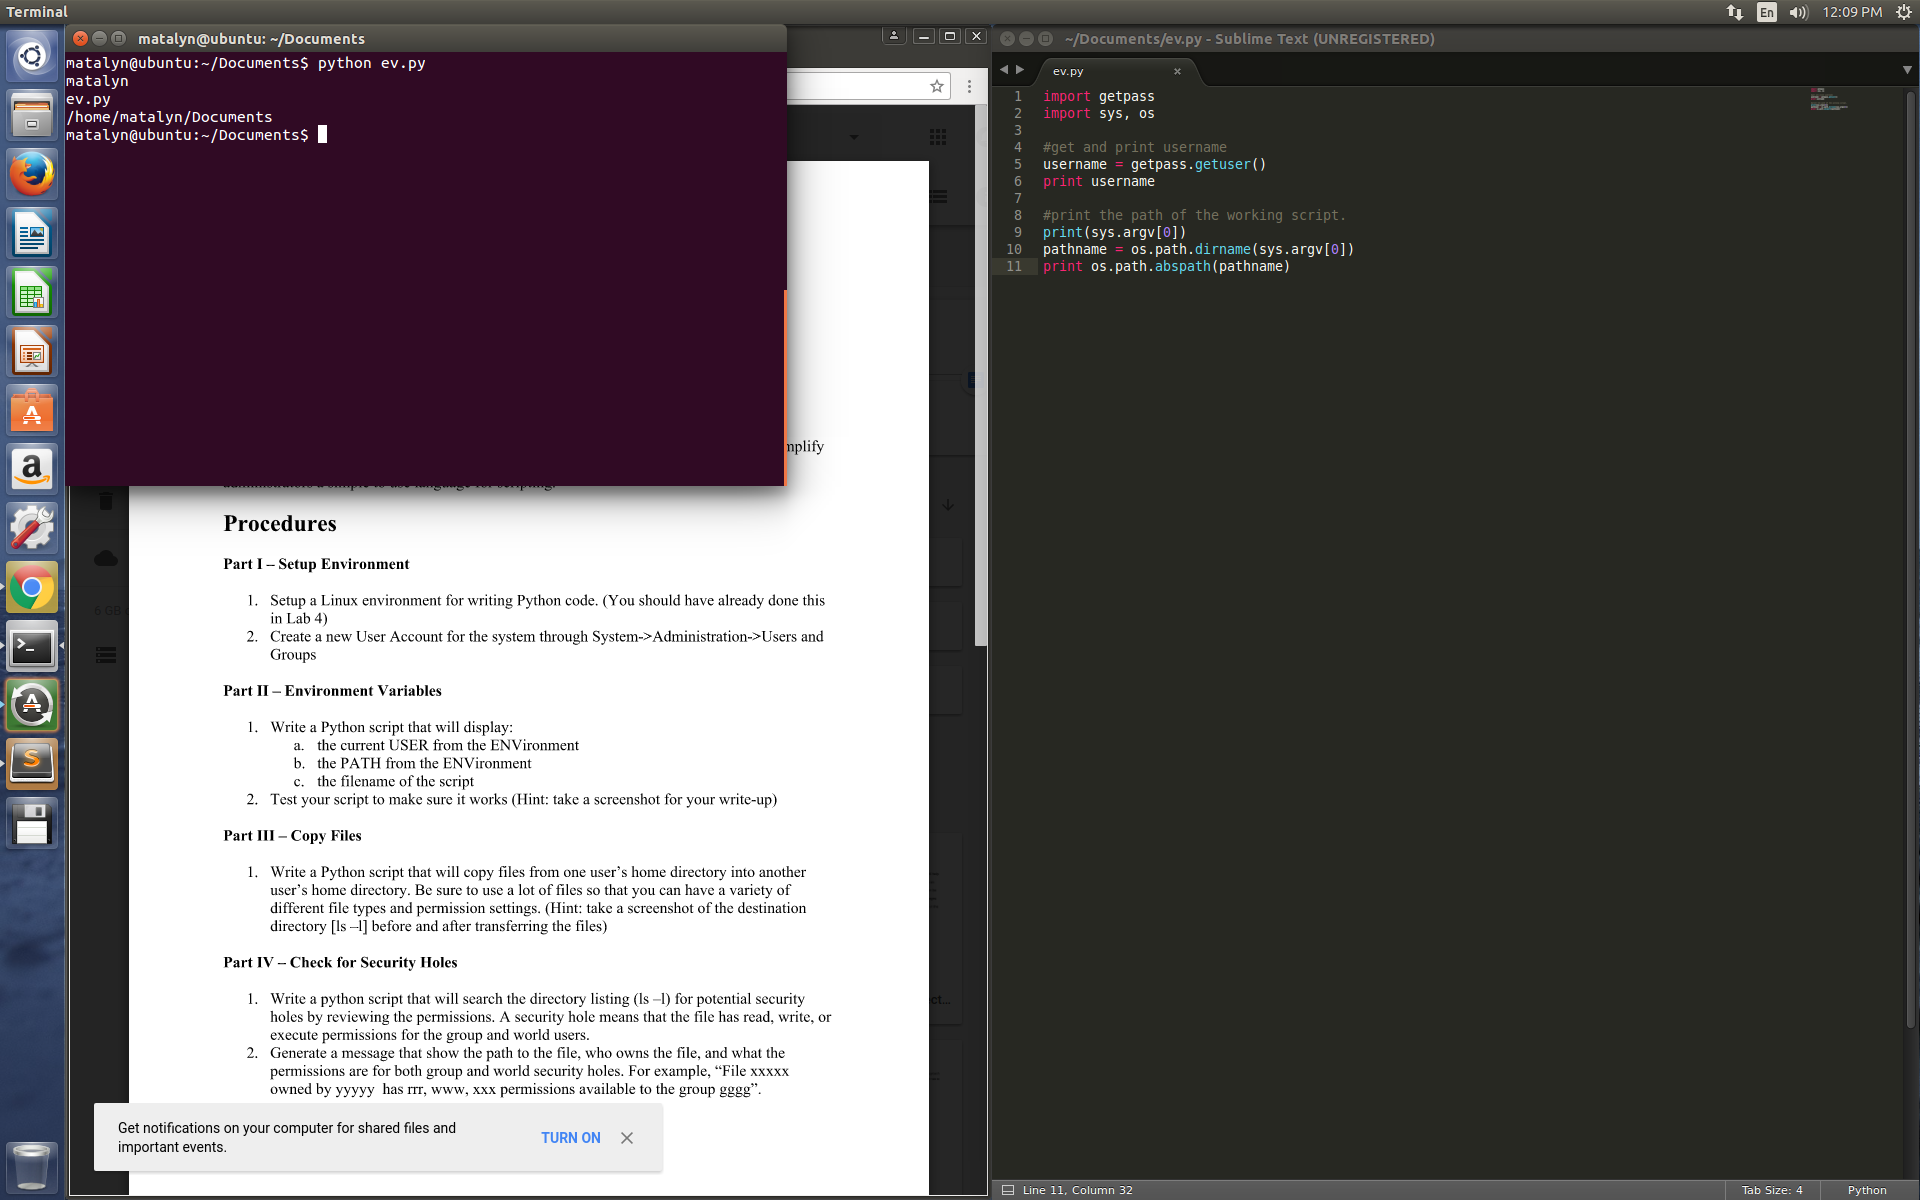 Terminal
En
12:09 PM
matalyn@ubuntu: ~/Documents
matalyn@ubuntu:~/Documents$ python ev.py
matalyn
ev.py
/home/matalyn/Documents
matalyn@ubuntu:~/Documents$
mplify
administrators a simple to use language for scripting.
Procedures
Part I – Setup Environment
1. Setup a Linux environment for writing Python code. (You should have already done this
in Lab 4)
2. Create a new User Account for the system through System->Administration->Users and
Groups
Part II – Environment Variables
1. Write a Python script that will display:
a. the current USER from the ENVironment
b. the PATH from the ENVironment
c. the filename of the script
2. Test your script to make sure it works (Hint: take a screenshot for your write-up)
Part III – Copy Files
1. Write a Python script that will copy files from one user’s home directory into another
user’s home directory. Be sure to use a lot of files so that you can have a variety of
different file types and permission settings. (Hint: take a screenshot of the destination
directory [ls –l] before and after transferring the files)
Part IV – Check for Security Holes
1. Write a python script that will search the directory listing (ls –l) for potential security
holes by reviewing the permissions. A security hole means that the file has read, write, or
execute permissions for the group and world users.
2. Generate a message that show the path to the file, who owns the file, and what the
permissions are for both group and world security holes. For example, “File xxxxx
owned by yyyyy has rrr, www, xxx permissions available to the group gggg”.
6 GB
ect...
Get notifications on your computer for shared files and
important events.
TURN ON
~/Documents/ev.py - Sublime Text (UNREGISTERED)
ev.py
1 import getpass
2 import sys, os
3
4 #get and print username
5 username = getpass.getuser()
6 print username
7
8 #print the path of the working script.
9 print(sys.argv[0])
10 pathname = os.path.dirname(sys.argv[0])
11 print os.path.abspath(pathname)
Line 11, Column 32
Tab Size: 4
Python